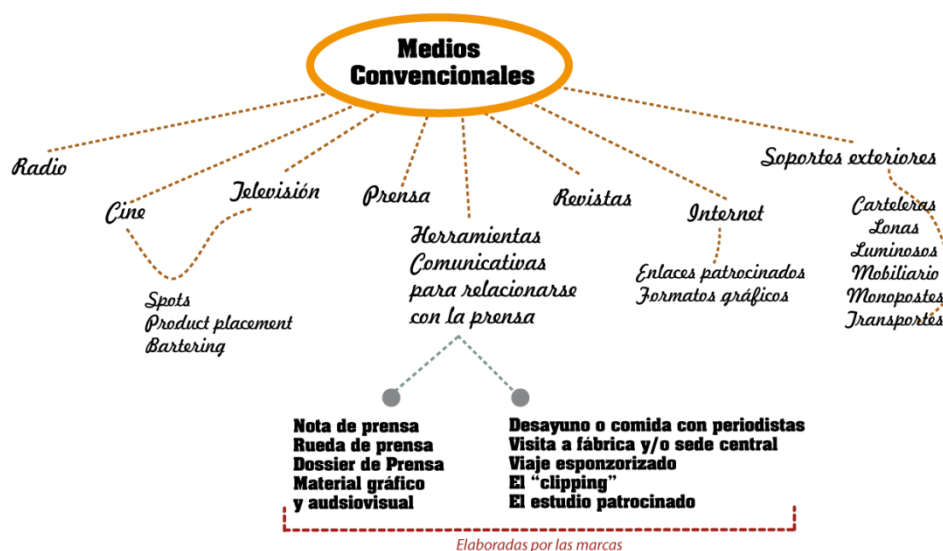 Medios
Convencionales
Radio
Cine
Televisión
Prensa
Revistas
Internet
Soportes exteriores
Spots
Product placement
Bartering
Herramientas
Comunicativas
para relacionarse
con la prensa
Enlaces patrocinados
Formatos gráficos
Carteleras
Lonas
Luminosos
Mobiliario
Monopostes
Transportes
Nota de prensa
Rueda de prensa
Dossier de Prensa
Material gráfico
y audsiovisual
Desayuno o comida con periodistas
Visita a fábrica y/o sede central
Viaje esponzorizado
El “clipping”
El estudio patrocinado
Elaboradas por las marcas